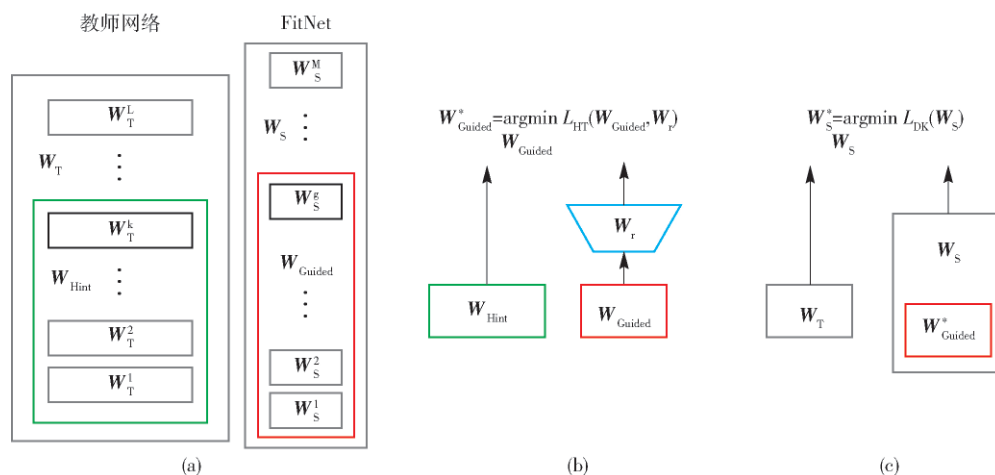 教师网络
FitNet
W_T^L
W_T
⋮
W_T^k
W_Hint
⋮
W_T^2
W_T^1
W_S^M
W_S
⋮
W_S^g
W_Guided
⋮
W_S^2
W_S^1
(a)
W*_Guided=argmin L_HT(W_Guided, W_r)
W_Guided
W_r
W_Hint
W_Guided
(b)
W*_S=argmin L_DK(W_S)
W_S
W_S
W_T
W*_Guided
(c)